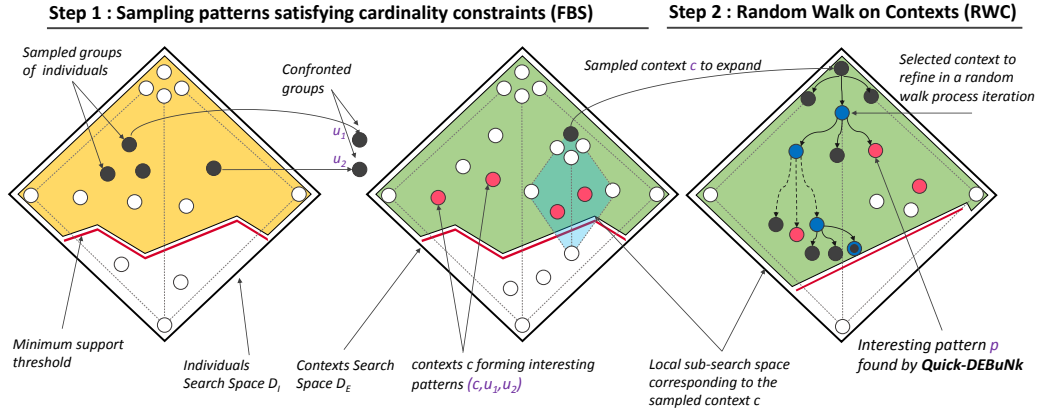 Step 1 : Sampling patterns satisfying cardinality constraints (FBS)
Step 2 : Random Walk on Contexts (RWC)
Sampled groups
of individuals
Confronted
groups
Sampled context c to expand
Selected context to
refine in a random
walk process iteration
u1
u2
Minimum support
threshold
Individuals
Search Space DI
Contexts Search
Space DE
contexts c forming interesting
patterns (c,u1,u2)
Local sub-search space
corresponding to the
sampled context c
Interesting pattern p
found by Quick-DEBuNk